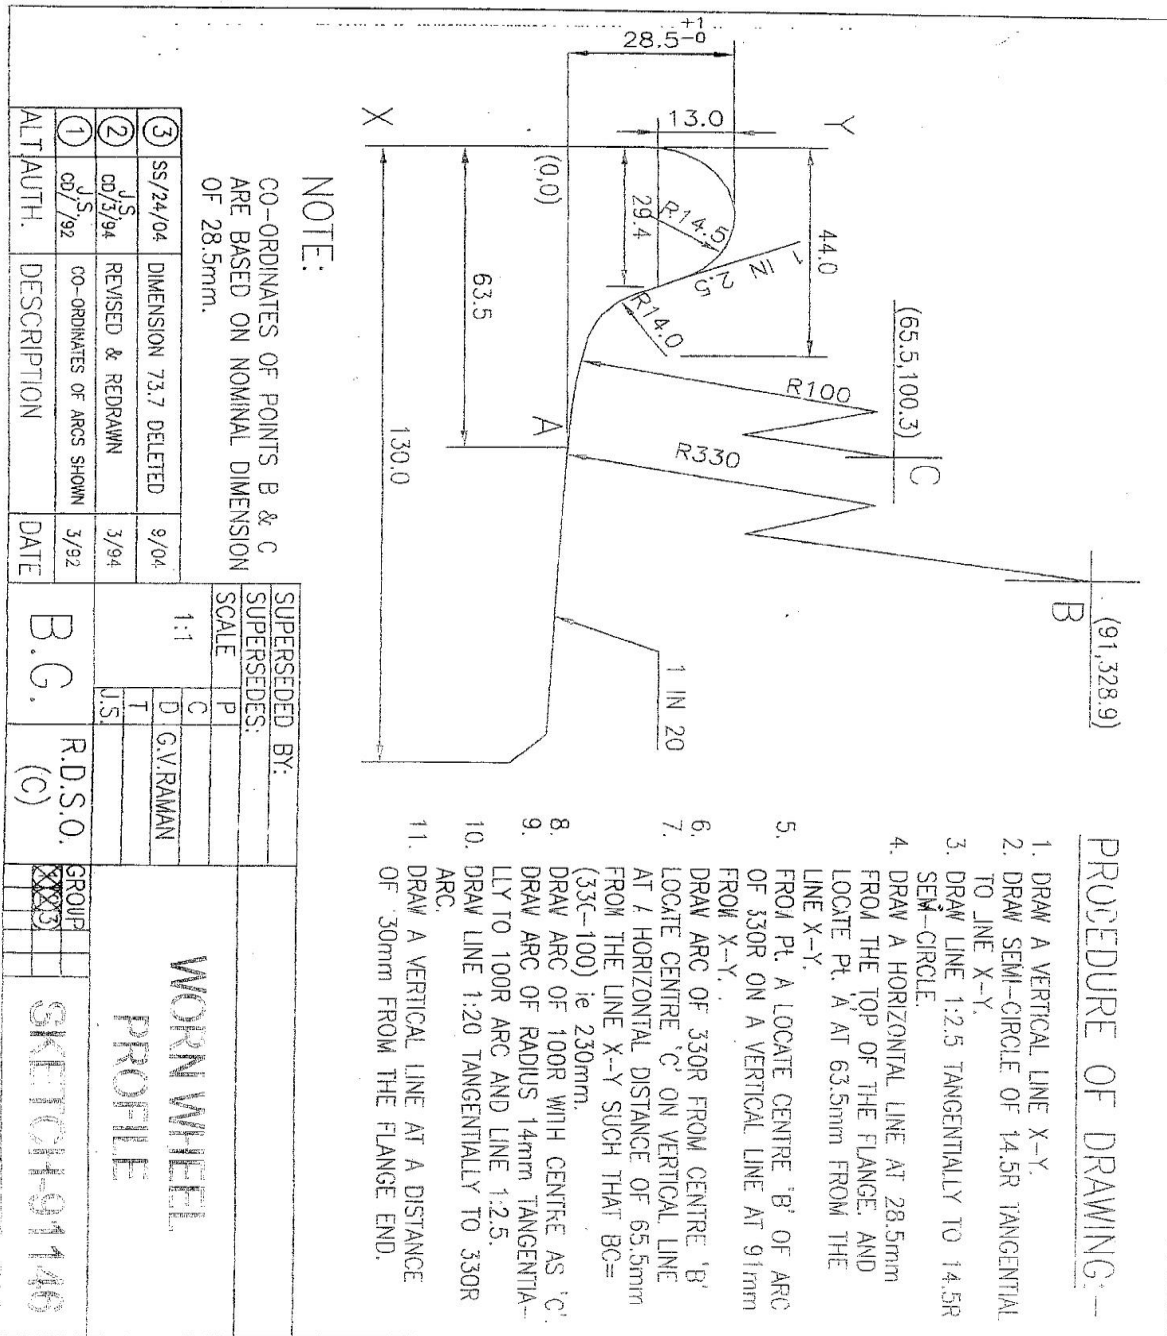 +1
28.5-0
13.0
Y
X
(0,0)
29.4
R14.5
1 IN 2.5
44.0
R14.0
63.5
A
130.0
R100
(65.5,100.3)
C
R330
(91,328.9)
B
1 IN 20
NOTE:
CO-ORDINATES OF POINTS B & C
ARE BASED ON NOMINAL DIMENSION
OF 28.5mm.
PROCEDURE OF DRAWING:-
1. DRAW A VERTICAL LINE X-Y.
2. DRAW SEMI-CIRCLE OF 14.5R TANGENTIAL
TO LINE X-Y.
3. DRAW LINE 1:2.5 TANGENTIALLY TO 14.5R
SEMI-CIRCLE.
4. DRAW A HORIZONTAL LINE AT 28.5mm
FROM THE TOP OF THE FLANGE. AND
LOCATE Pt. 'A' AT 63.5mm FROM THE
LINE X-Y.
5. FROM Pt. A LOCATE CENTRE 'B' OF ARC
OF 330R ON A VERTICAL LINE AT 91mm
FROM X-Y.
6. DRAW ARC OF 330R FROM CENTRE 'B'
7. LOCATE CENTRE 'C' ON VERTICAL LINE
AT A HORIZONTAL DISTANCE OF 65.5mm
FROM THE LINE X-Y SUCH THAT BC=
(330-100) ie 230mm.
8. DRAW ARC OF 100R WITH CENTRE AS 'C'.
9. DRAW ARC OF RADIUS 14mm TANGENTIA-
LLY TO 100R ARC AND LINE 1:2.5.
10. DRAW LINE 1:20 TANGENTIALLY TO 330R
ARC.
11. DRAW A VERTICAL LINE AT A DISTANCE
OF 130mm FROM THE FLANGE END.
3 SS/24/04 DIMENSION 73.7 DELETED 9/04
2 J.S. CD/3/94 REVISED & REDRAWN 3/94
1 J.S. CD/ /92 CO-ORDINATES OF ARCS SHOWN 3/92
ALT. AUTH. DESCRIPTION DATE
SUPERSEDED BY:
SUPERSEDES:
SCALE P
1:1 C
D G.V.RAMAN
T
J.S.
B.G.
R.D.S.O.
(C)
GROUP
1 2 3
WORN WHEEL
PROFILE
SKETCH-91146